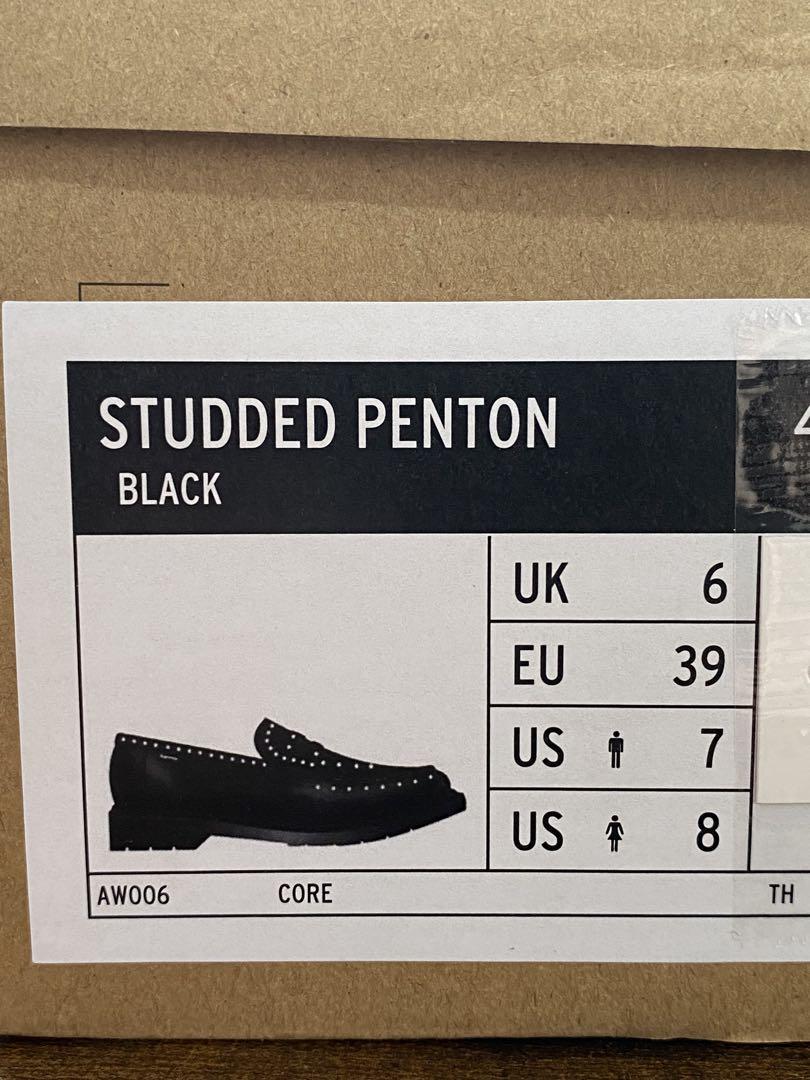 STUDDED PENTON
BLACK
UK 6
EU 39
US 7
US 8
AW006 CORE TH